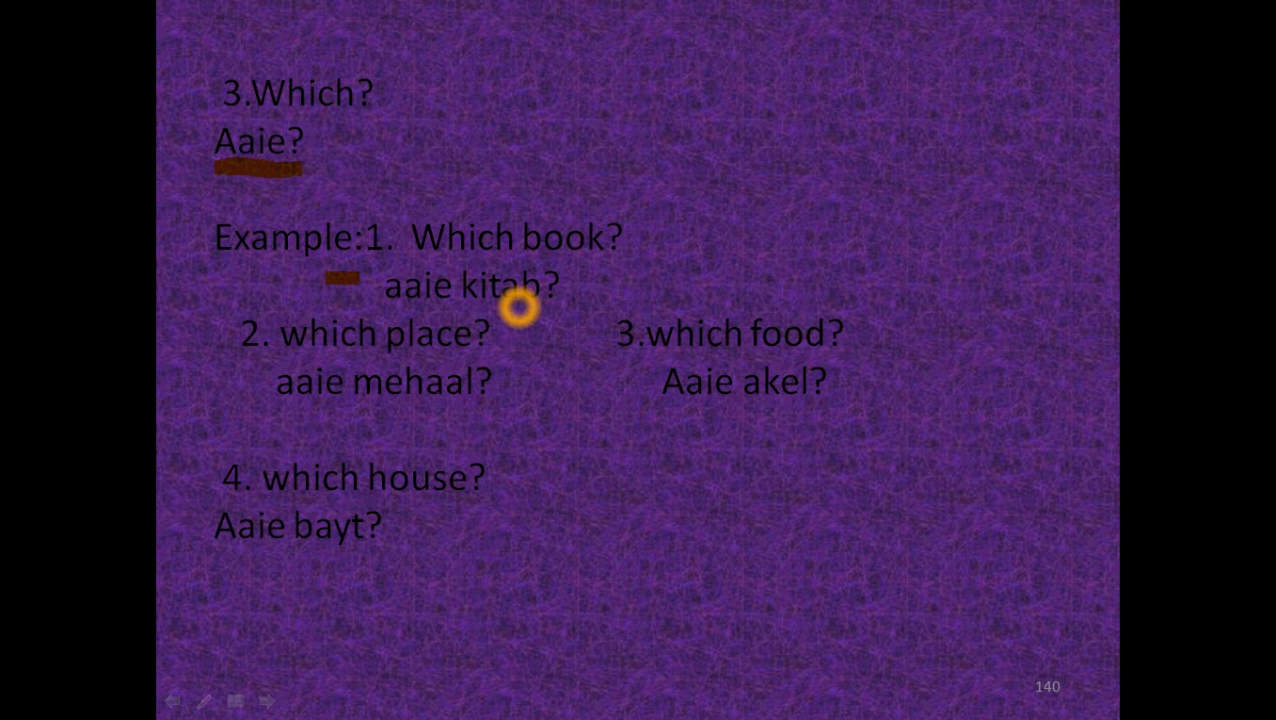 3.Which?
Aaie?
Example:1. Which book?
aaie kitab?
2. which place? 3.which food?
aaie mehaal? Aaie akel?
4. which house?
Aaie bayt?
140